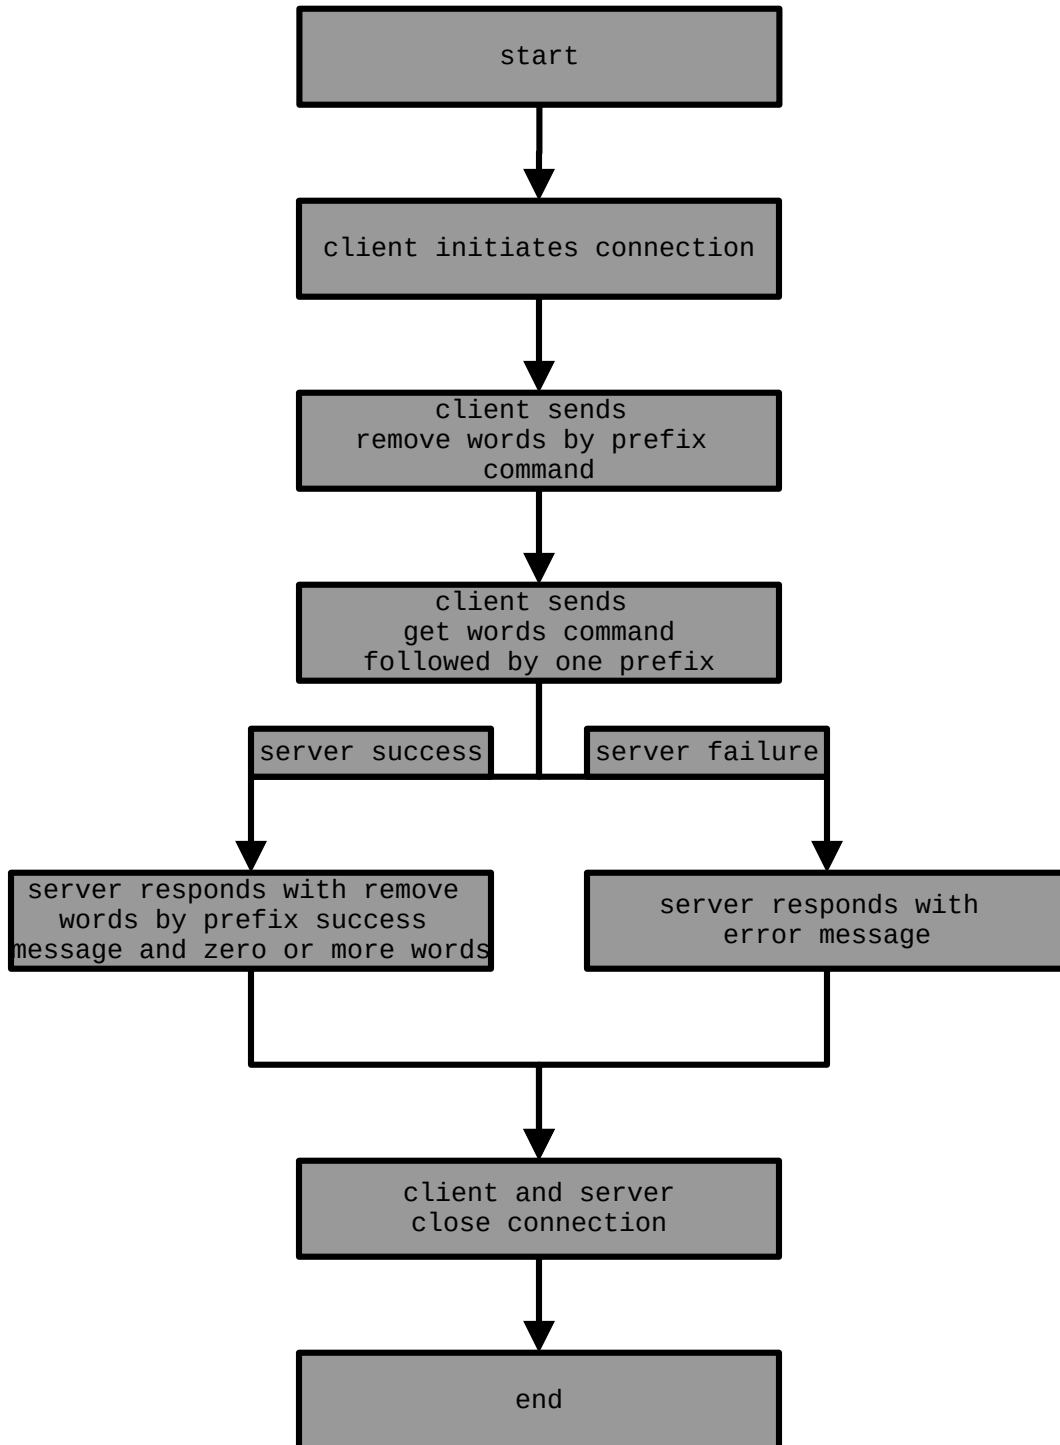 start
client initiates connection
client sends
remove words by prefix
command
client sends
get words command
followed by one prefix
server success
server failure
server responds with remove
words by prefix success
message and zero or more words
server responds with
error message
client and server
close connection
end